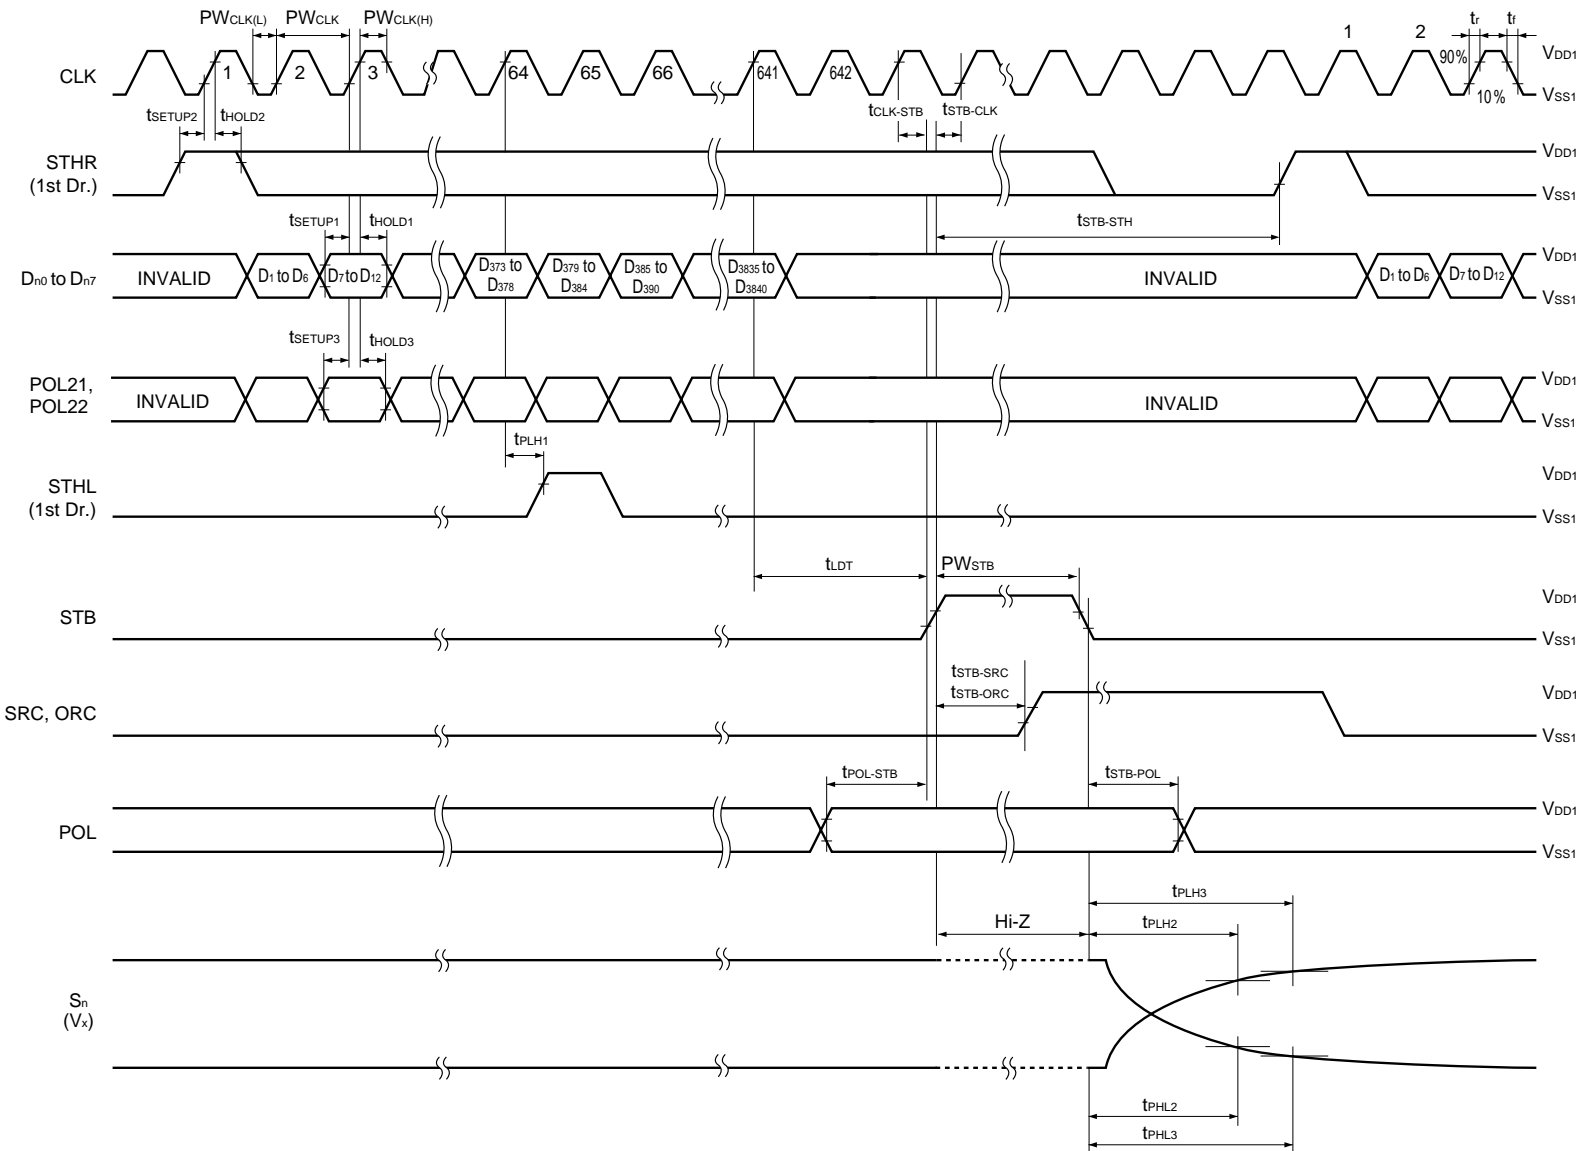 PWCLK(L) PWCLK PWCLK(H) 1 2 tr tf
CLK 1 2 3 64 65 66 641 642 90% 10% VDD1
VSS1
tSETUP2 tHOLD2 tCLK-STB tSTB-CLK
STHR
(1st Dr.)
VDD1
VSS1
tSETUP1 tHOLD1 tSTB-STH
Dn0 to Dn7 INVALID D1 to D6 D7 to D12 D373 to D378 D379 to D384 D385 to D390 D3835 to D3840 INVALID D1 to D6 D7 to D12 VDD1
VSS1
tSETUP3 tHOLD3
POL21,
POL22
INVALID INVALID VDD1
VSS1
tPLH1
STHL
(1st Dr.)
VDD1
VSS1
tLDT PWSTB
STB VDD1
VSS1
tSTB-SRC
tSTB-ORC
SRC, ORC VDD1
VSS1
tPOL-STB tSTB-POL
POL VDD1
VSS1
tPLH3
Hi-Z tPLH2
Sn
(Vx)
tPHL2
tPHL3